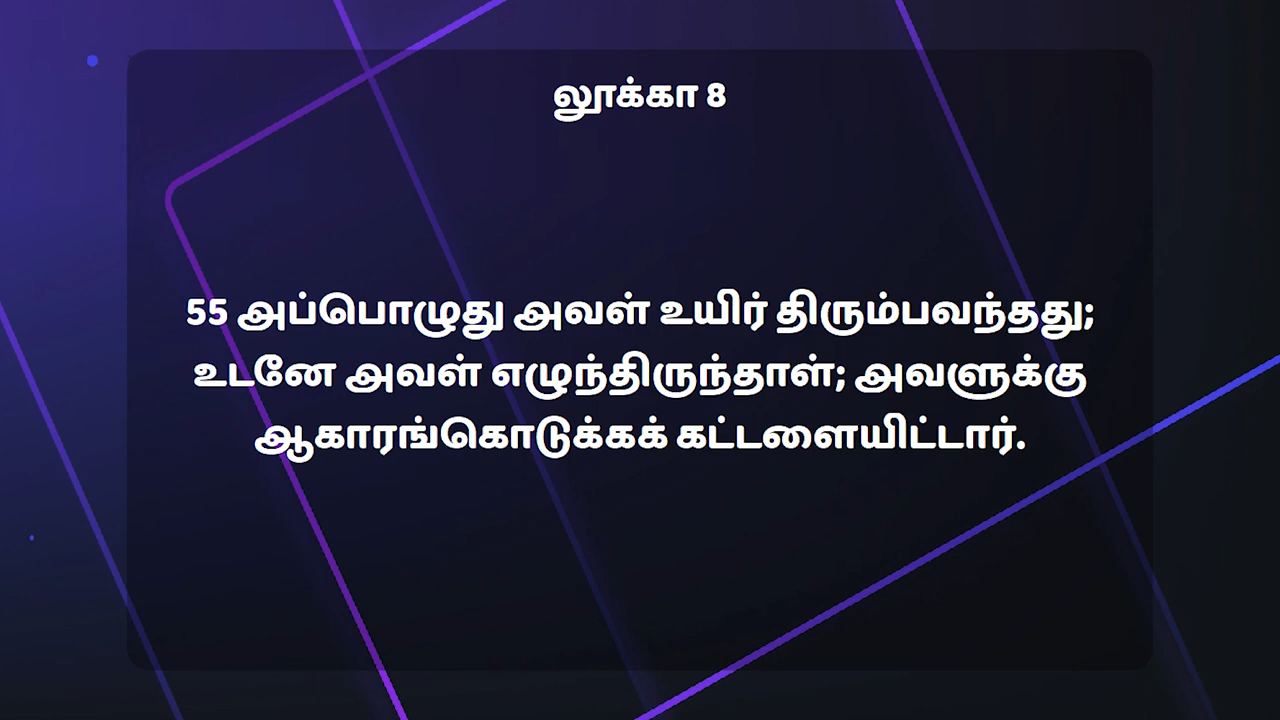 லூக்கா 8
55 அப்பொழுது அவள் உயிர் திரும்பவந்தது;
உடனே அவள் எழுந்திருந்தாள்; அவளுக்கு
ஆகாரங்கொடுக்கக் கட்டளையிட்டார்.